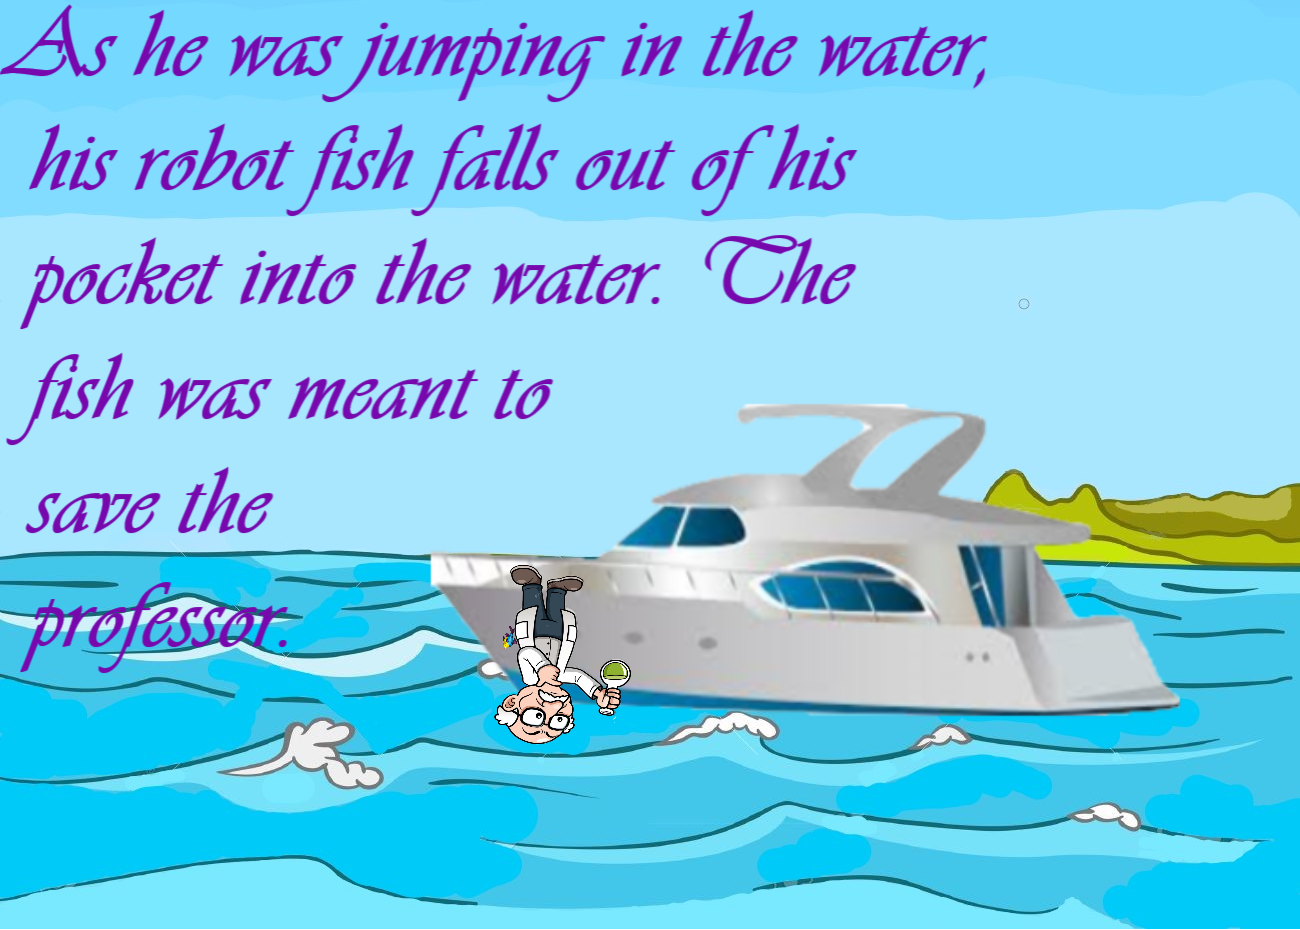 As he was jumping in the water,
his robot fish falls out of his
pocket into the water. The
fish was meant to
save the
professor.